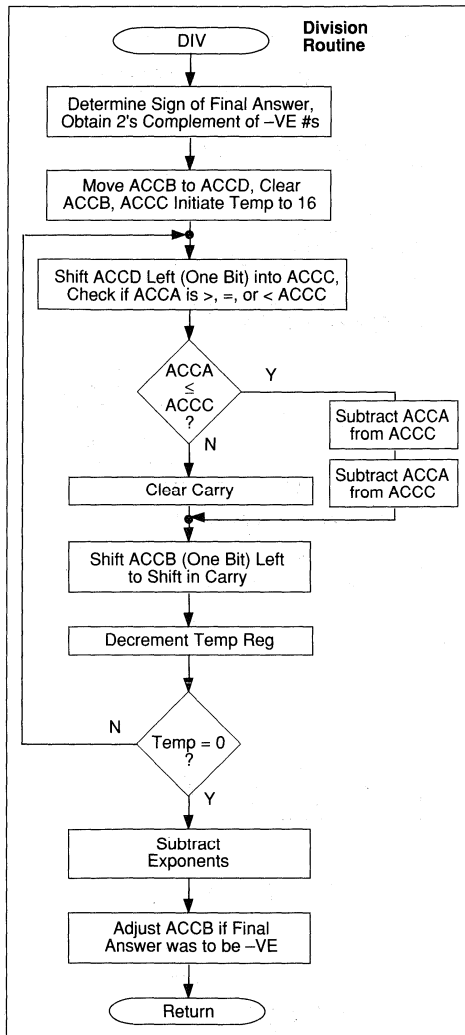 Division
Routine
DIV
Determine Sign of Final Answer,
Obtain 2's Complement of –VE #s
Move ACCB to ACCD, Clear
ACCB, ACCC Initiate Temp to 16
Shift ACCD Left (One Bit) into ACCC,
Check if ACCA is >, =, or < ACCC
ACCA
≤
ACCC
?
Y
N
Subtract ACCA
from ACCC
Subtract ACCA
from ACCC
Clear Carry
Shift ACCB (One Bit) Left
to Shift in Carry
Decrement Temp Reg
Temp = 0
?
N
Y
Subtract
Exponents
Adjust ACCB if Final
Answer was to be –VE
Return